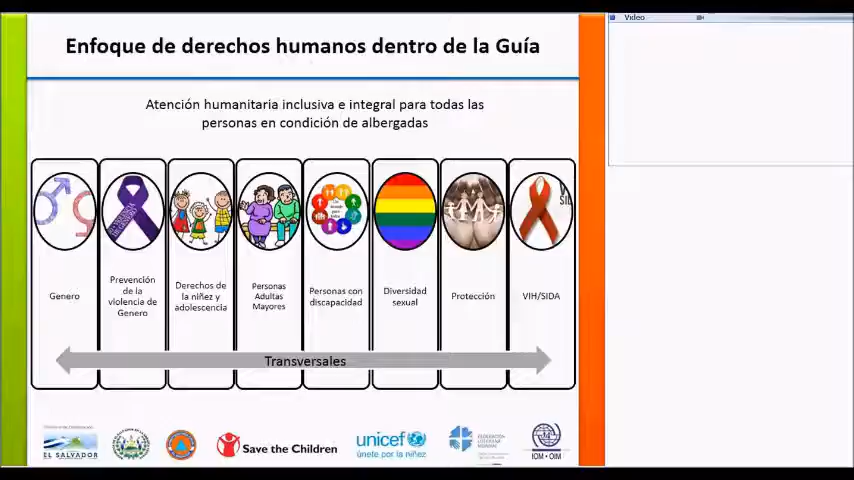 Video
Enfoque de derechos humanos dentro de la Guía
Atención humanitaria inclusiva e integral para todas las
personas en condición de albergadas
Genero
Prevención
de la
violencia de
Genero
Derechos de
la niñez y
adolescencia
Personas
Adultas
Mayores
Personas con
discapacidad
Diversidad
sexual
Protección
VIH/SIDA
Transversales
EL SALVADOR
Save the Children
unicef
únete por la niñez
FEDERACIÓN
LUTERANA
MUNDIAL
IOM • OIM